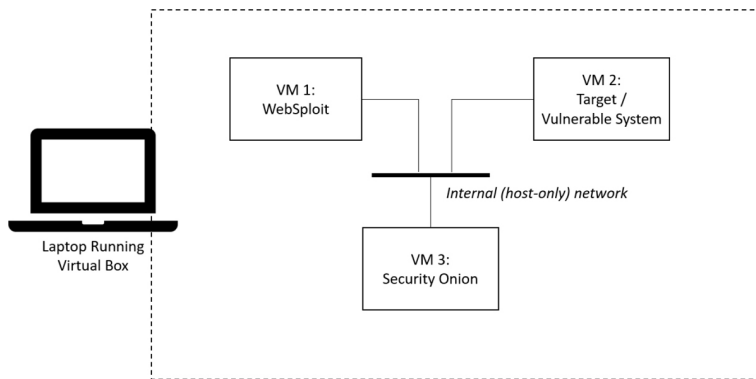 VM 1:
WebSploit
VM 2:
Target /
Vulnerable System
Internal (host-only) network
Laptop Running
Virtual Box
VM 3:
Security Onion